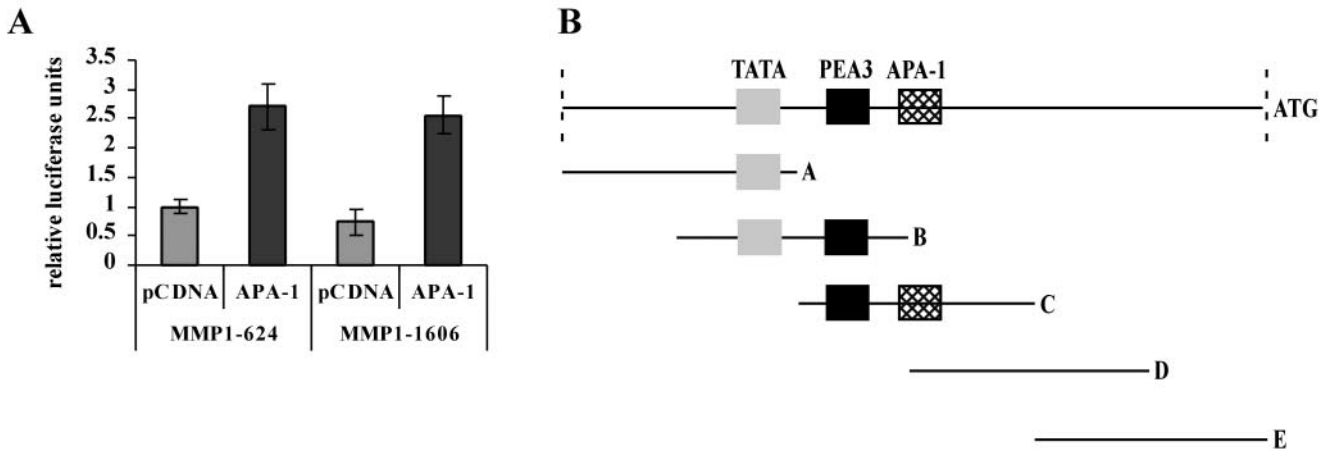 A
relative luciferase units
3.5
3
2.5
2
1.5
1
0.5
0
pCDNA APA-1 pCDNA APA-1
MMP1-624 MMP1-1606
B
TATA PEA3 APA-1
ATG
A
B
C
D
E